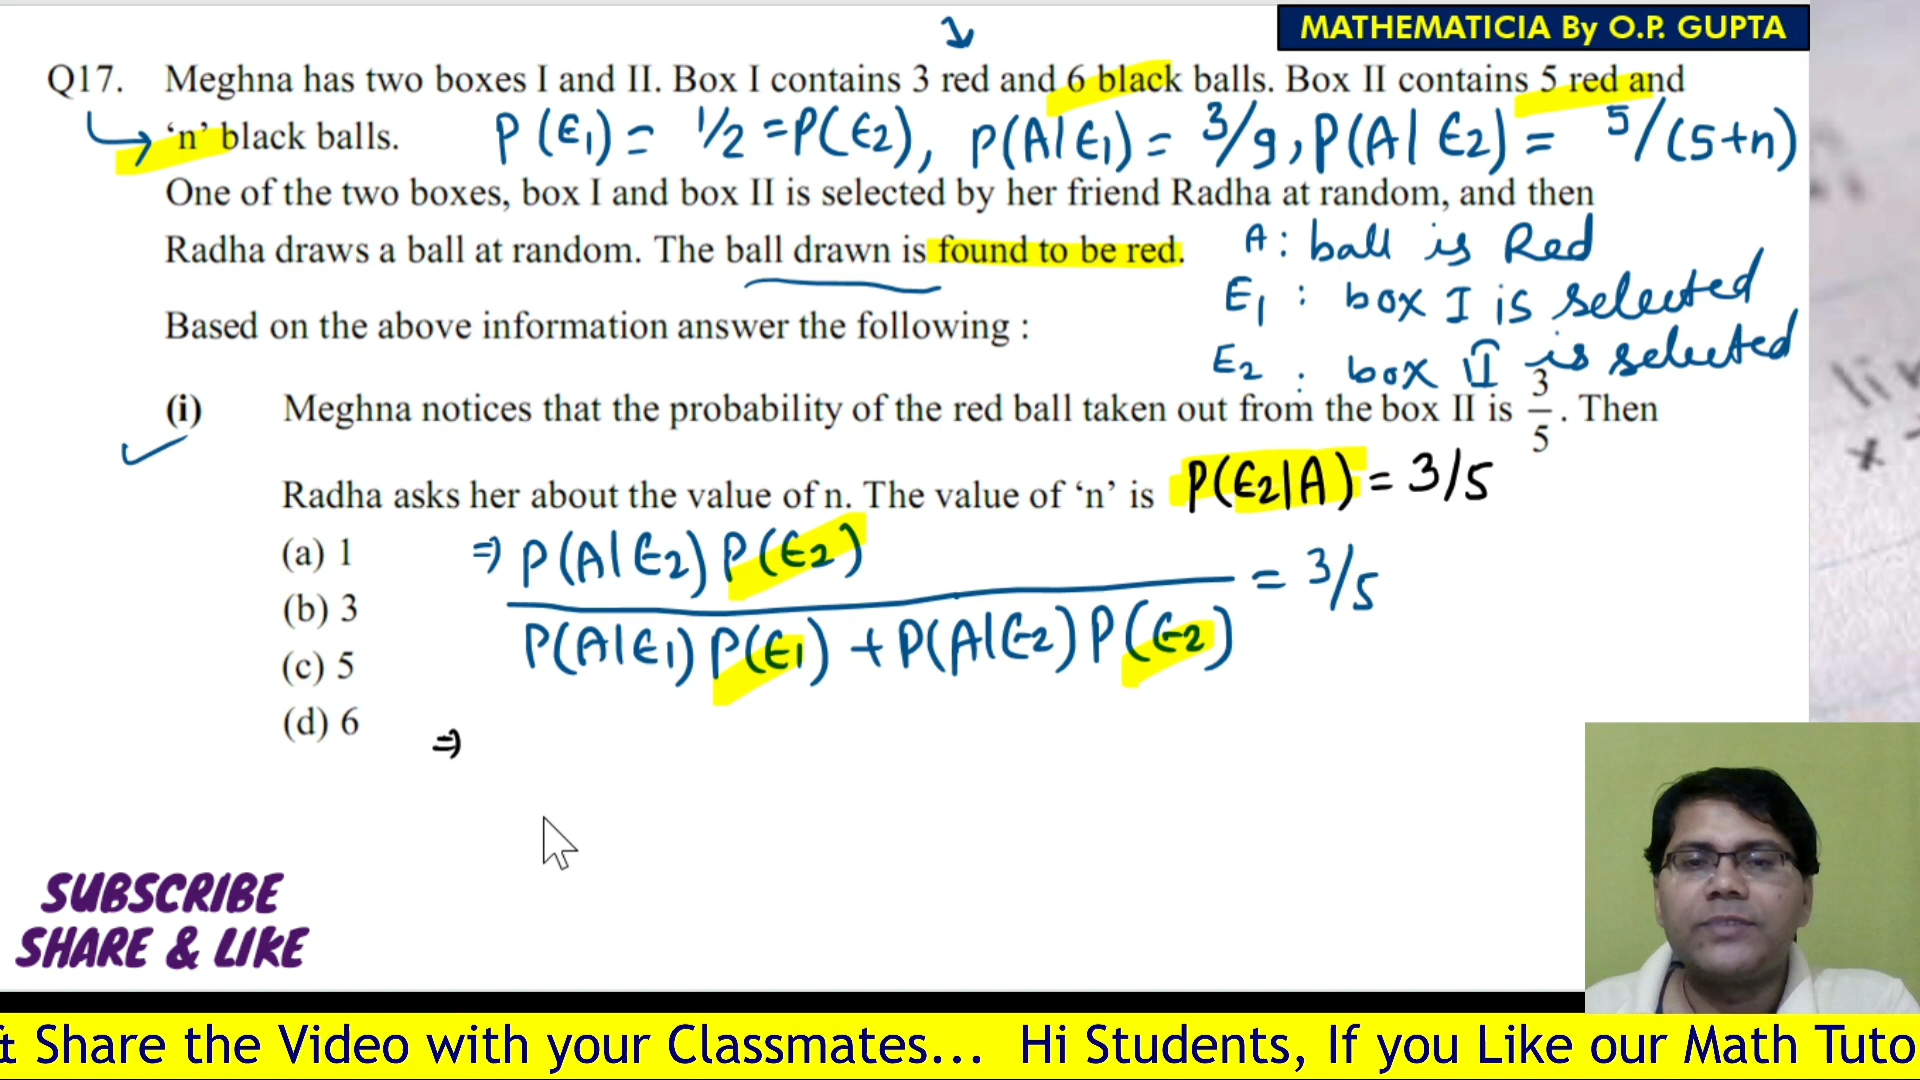 MATHEMATICIA By O.P. GUPTA
Q17. Meghna has two boxes I and II. Box I contains 3 red and 6 black balls. Box II contains 5 red and
‘n’ black balls. P(E1) = 1/2 = P(E2), P(A|E1) = 3/9, P(A|E2) = 5/(5+n)
One of the two boxes, box I and box II is selected by her friend Radha at random, and then
Radha draws a ball at random. The ball drawn is found to be red. A : ball is Red
E1 : box I is selected
Based on the above information answer the following :
E2 : box II is selected
(i) Meghna notices that the probability of the red ball taken out from the box II is 3/5. Then
Radha asks her about the value of n. The value of ‘n’ is P(E2|A) = 3/5
(a) 1 ⇒ P(A|E2) P(E2)
(b) 3 = 3/5
(c) 5 P(A|E1) P(E1) + P(A|E2) P(E2)
(d) 6 ⇒
SUBSCRIBE
SHARE & LIKE
& Share the Video with your Classmates... Hi Students, If you Like our Math Tuto